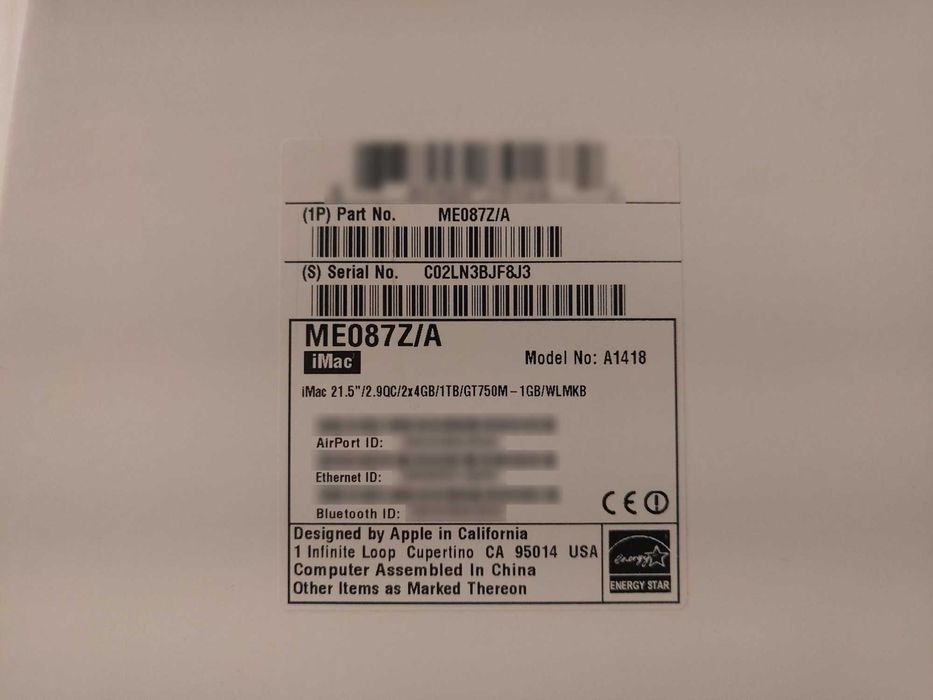 (1P) Part No. ME087Z/A
(S) Serial No. C02LN3BJF8J3
ME087Z/A
iMac
Model No: A1418
iMac 21.5"/2.9QC/2x4GB/1TB/GT750M-1GB/WLMKB
AirPort ID:
Ethernet ID:
Bluetooth ID:
CE
Designed by Apple in California
1 Infinite Loop Cupertino CA 95014 USA
Computer Assembled In China
Other Items as Marked Thereon
energy
ENERGY STAR